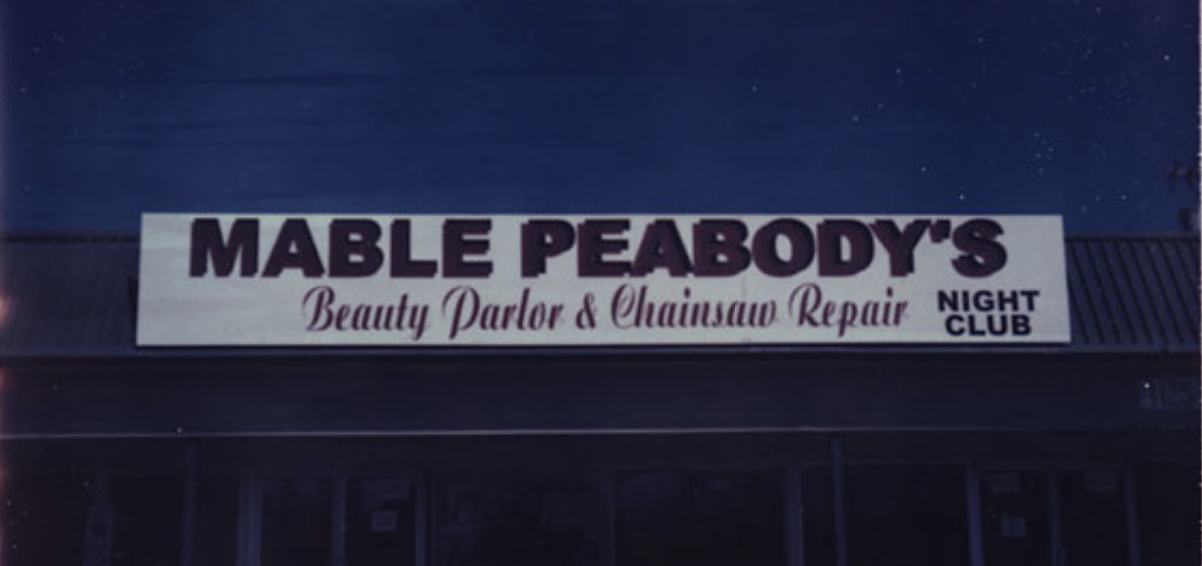 MABLE PEABODY'S
Beauty Parlor & Chainsaw Repair
NIGHT
CLUB